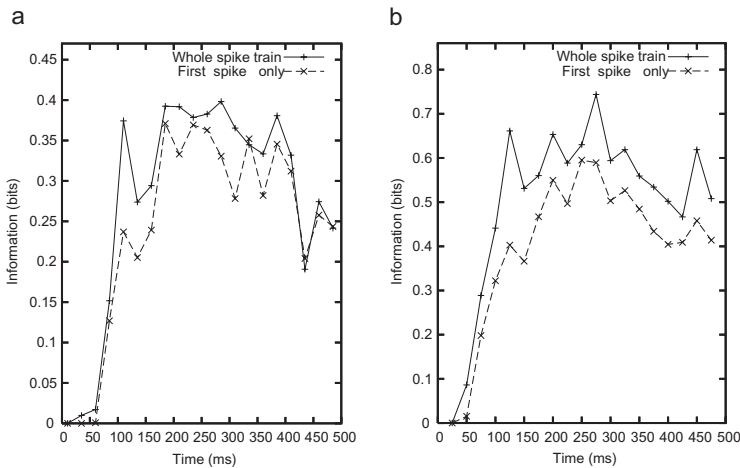 a
Whole spike train
First spike only
0.45
0.4
0.35
0.3
0.25
0.2
0.15
0.1
0.05
0
Information (bits)
0 50 100 150 200 250 300 350 400 450 500
Time (ms)
b
Whole spike train
First spike only
0.8
0.7
0.6
0.5
0.4
0.3
0.2
0.1
0
Information (bits)
0 50 100 150 200 250 300 350 400 450 500
Time (ms)